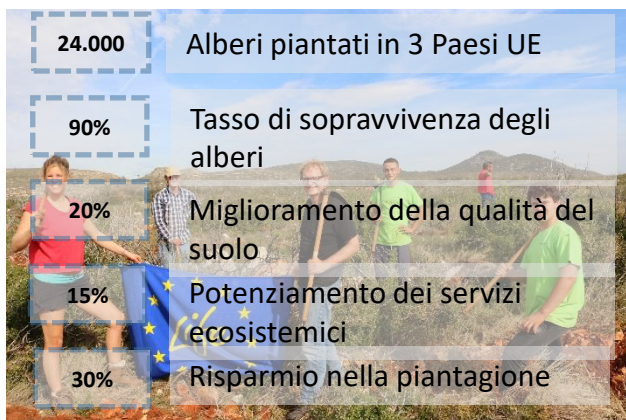 24.000 Alberi piantati in 3 Paesi UE
90% Tasso di sopravvivenza degli
alberi
20% Miglioramento della qualità del
suolo
15% Potenziamento dei servizi
ecosistemici
30% Risparmio nella piantagione
Life